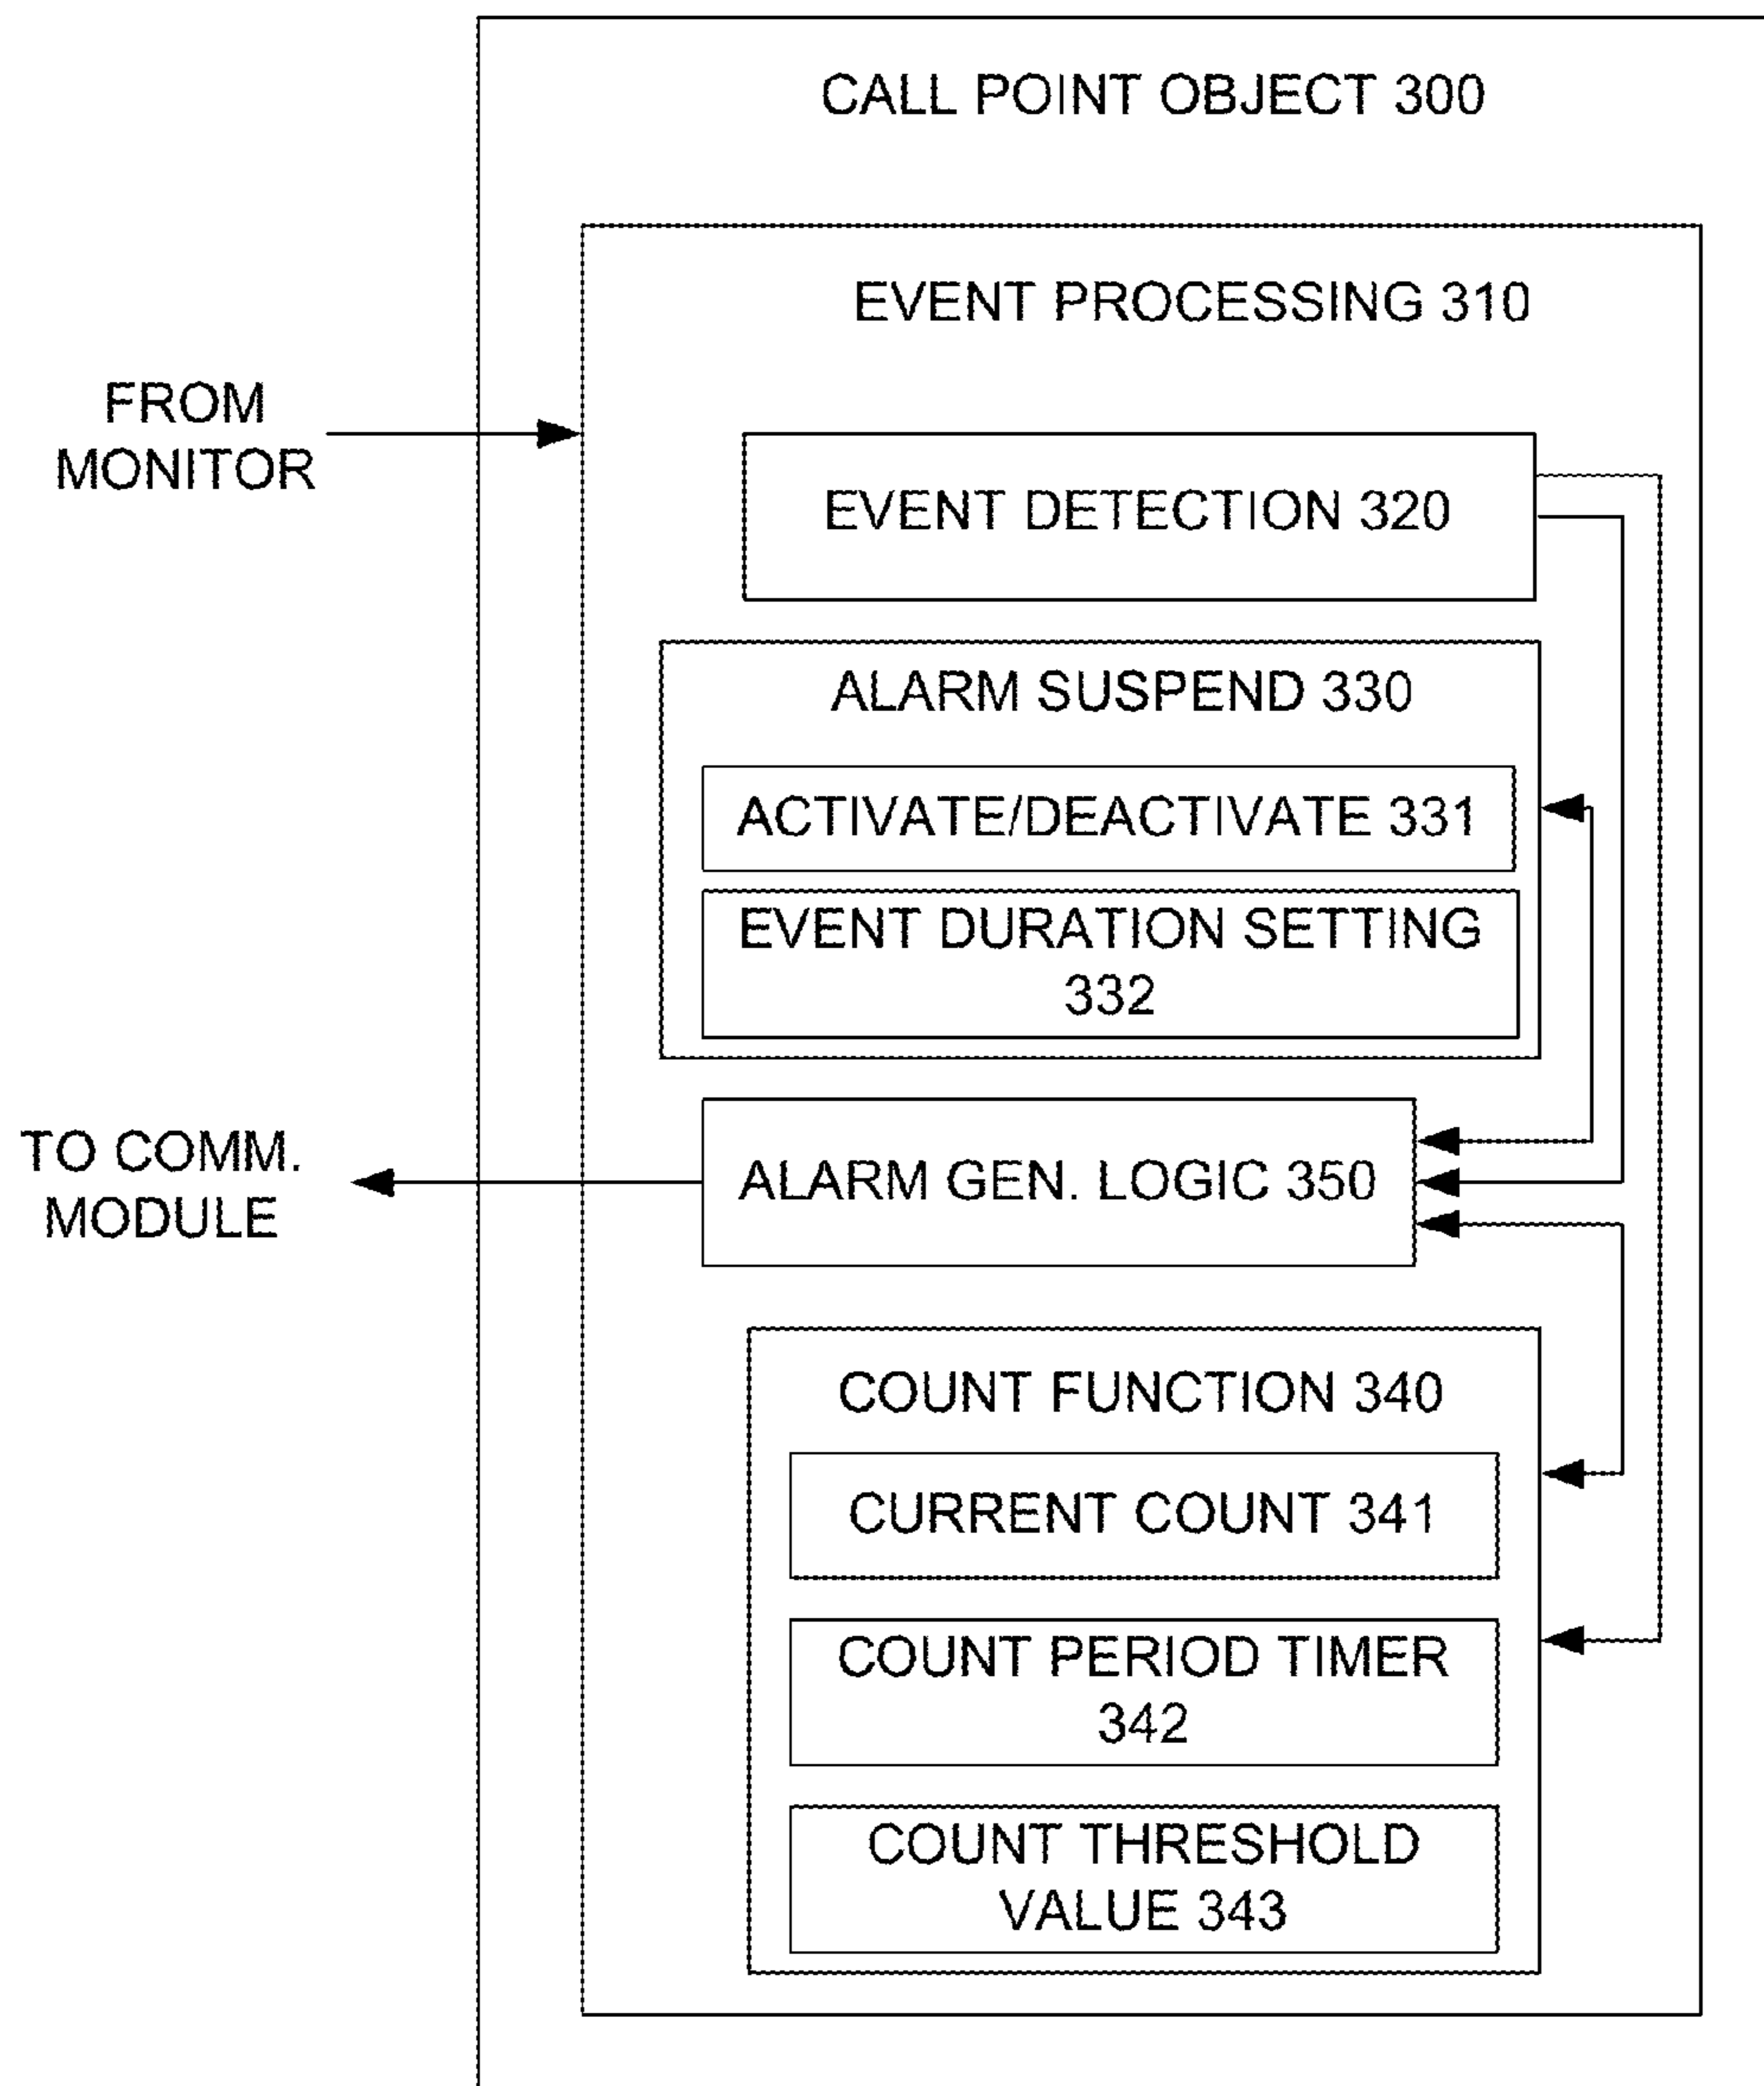 CALL POINT OBJECT 300
EVENT PROCESSING 310
FROM
MONITOR
EVENT DETECTION 320
ALARM SUSPEND 330
ACTIVATE/DEACTIVATE 331
EVENT DURATION SETTING
332
TO COMM.
MODULE
ALARM GEN. LOGIC 350
COUNT FUNCTION 340
CURRENT COUNT 341
COUNT PERIOD TIMER
342
COUNT THRESHOLD
VALUE 343